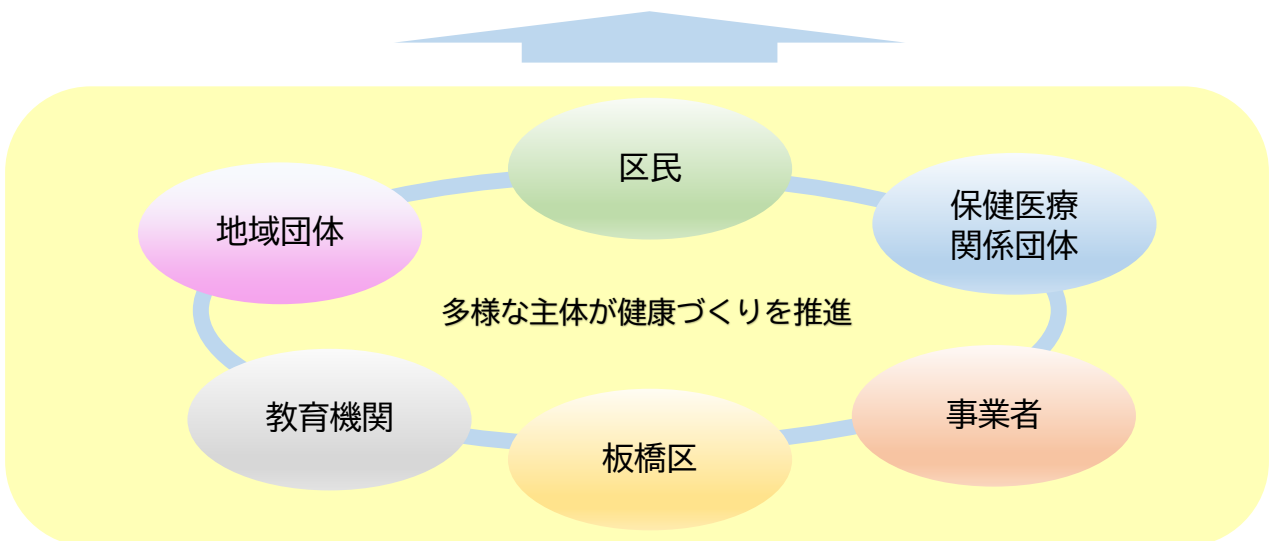 区民
地域団体
保健医療
関係団体
多様な主体が健康づくりを推進
教育機関
事業者
板橋区